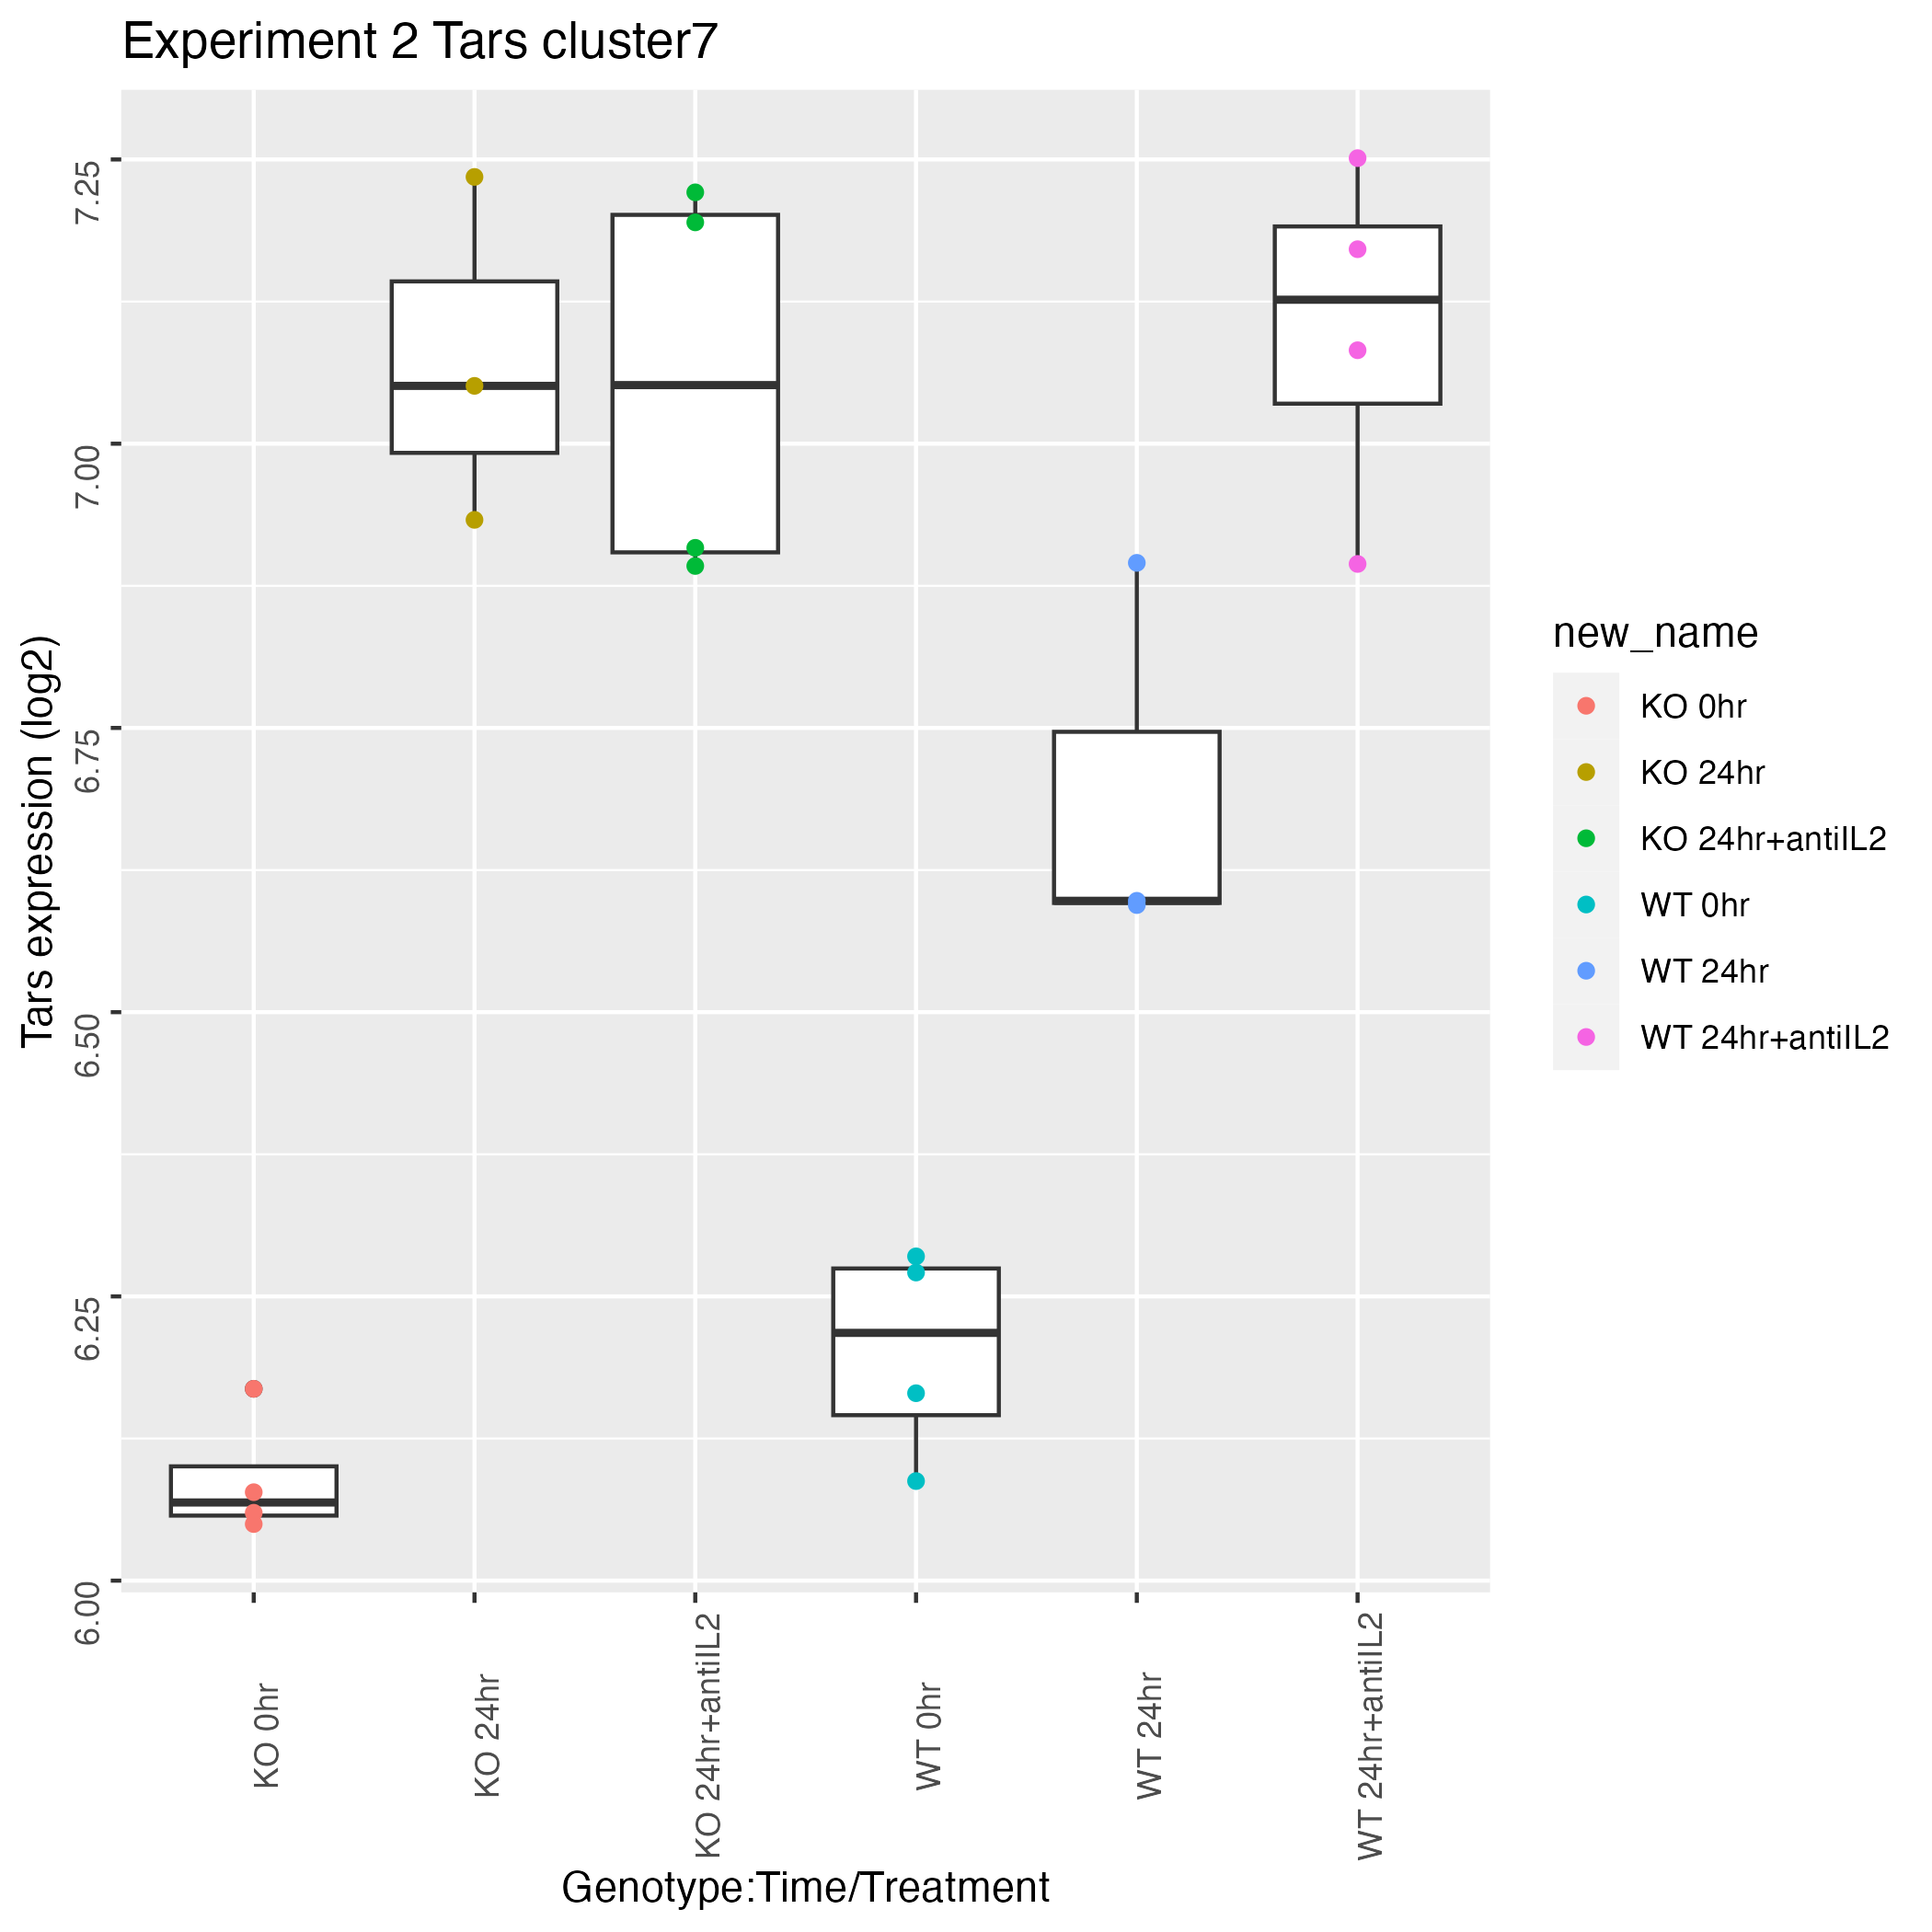 Experiment 2 Tars cluster7
Tars expression (log2)
7.25
7.00
6.75
6.50
6.25
6.00
KO 0hr
KO 24hr
KO 24hr+antiIL2
WT 0hr
WT 24hr
WT 24hr+antiIL2
Genotype:Time/Treatment
new_name
KO 0hr
KO 24hr
KO 24hr+antiIL2
WT 0hr
WT 24hr
WT 24hr+antiIL2